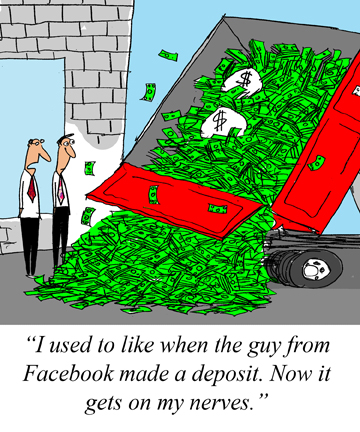 $
$
“I used to like when the guy from
Facebook made a deposit. Now it
gets on my nerves.”